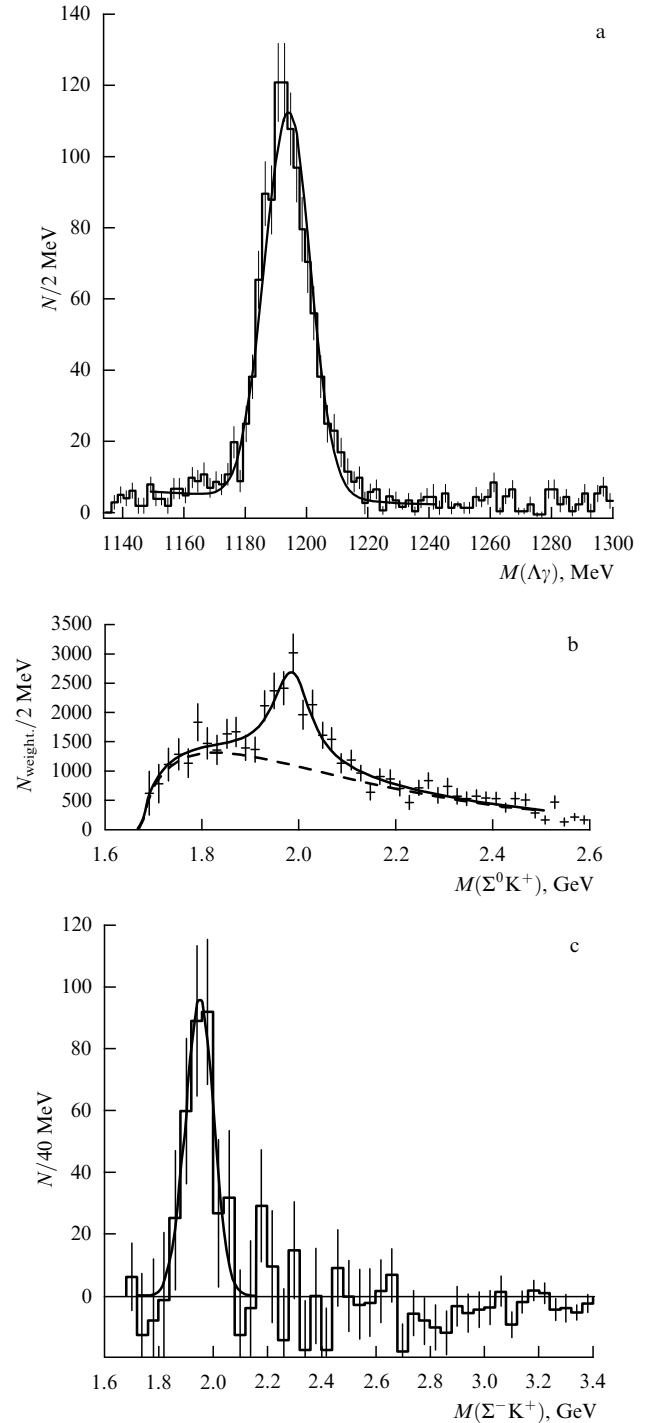 a
140
120
100
80
60
40
20
0
N/2 MeV
1140 1160 1180 1200 1220 1240 1260 1280 1300
M(Λγ), MeV
b
3500
3000
2500
2000
1500
1000
500
0
N_weight./2 MeV
1.6 1.8 2.0 2.2 2.4 2.6
M(Σ⁰K⁺), GeV
c
120
100
80
60
40
20
0
N/40 MeV
1.6 1.8 2.0 2.2 2.4 2.6 2.8 3.0 3.2 3.4
M(Σ⁻K⁺), GeV